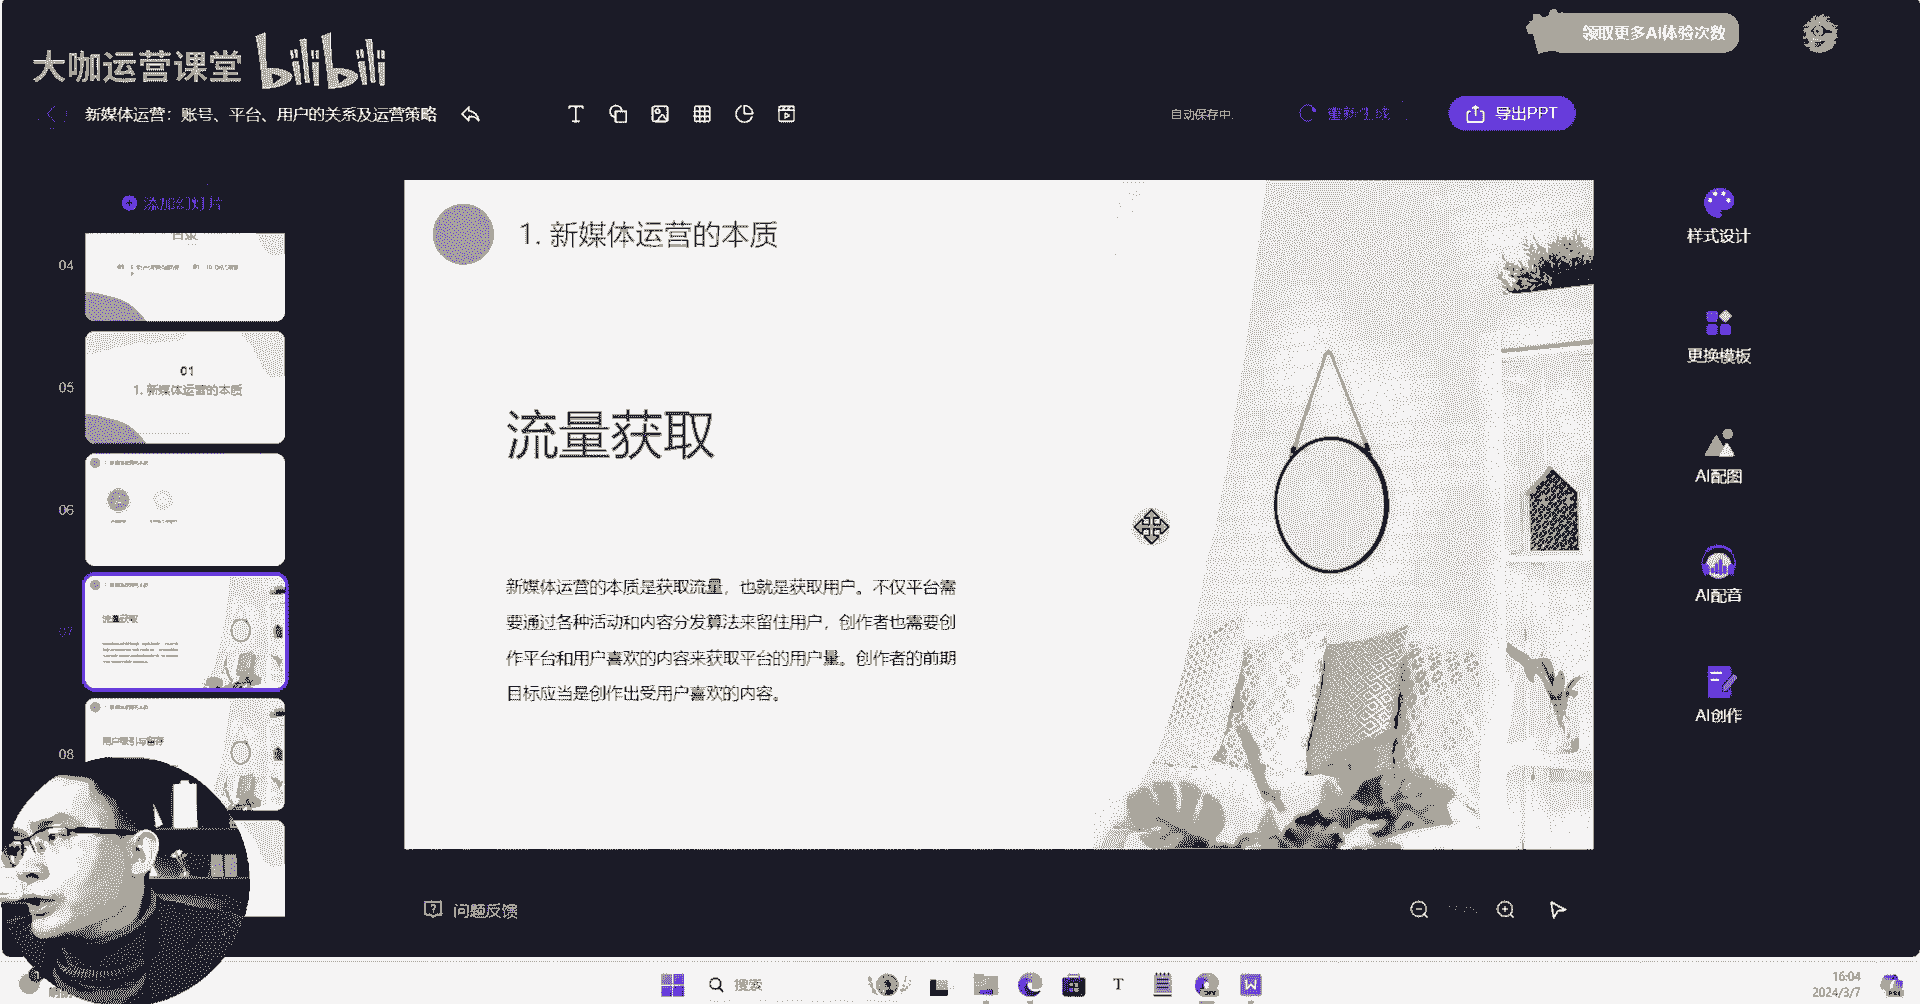 领取更多AI体验次数
大咖运营课堂 bilibili
新媒体运营：账号、平台、用户的关系及运营策略
自动保存中.
重新生成
导出PPT
添加幻灯片
04
目录
05
01
1. 新媒体运营的本质
06
07
流量获取
08
用户吸引与留存
1. 新媒体运营的本质
流量获取
新媒体运营的本质是获取流量，也就是获取用户。不仅平台需
要通过各种活动和内容分发算法来留住用户，创作者也需要创
作平台和用户喜欢的内容来获取平台的用户量。创作者的前期
目标应当是创作出受用户喜欢的内容。
样式设计
更换模板
AI配图
AI配音
AI创作
问题反馈
搜索
16:04
2024/3/7